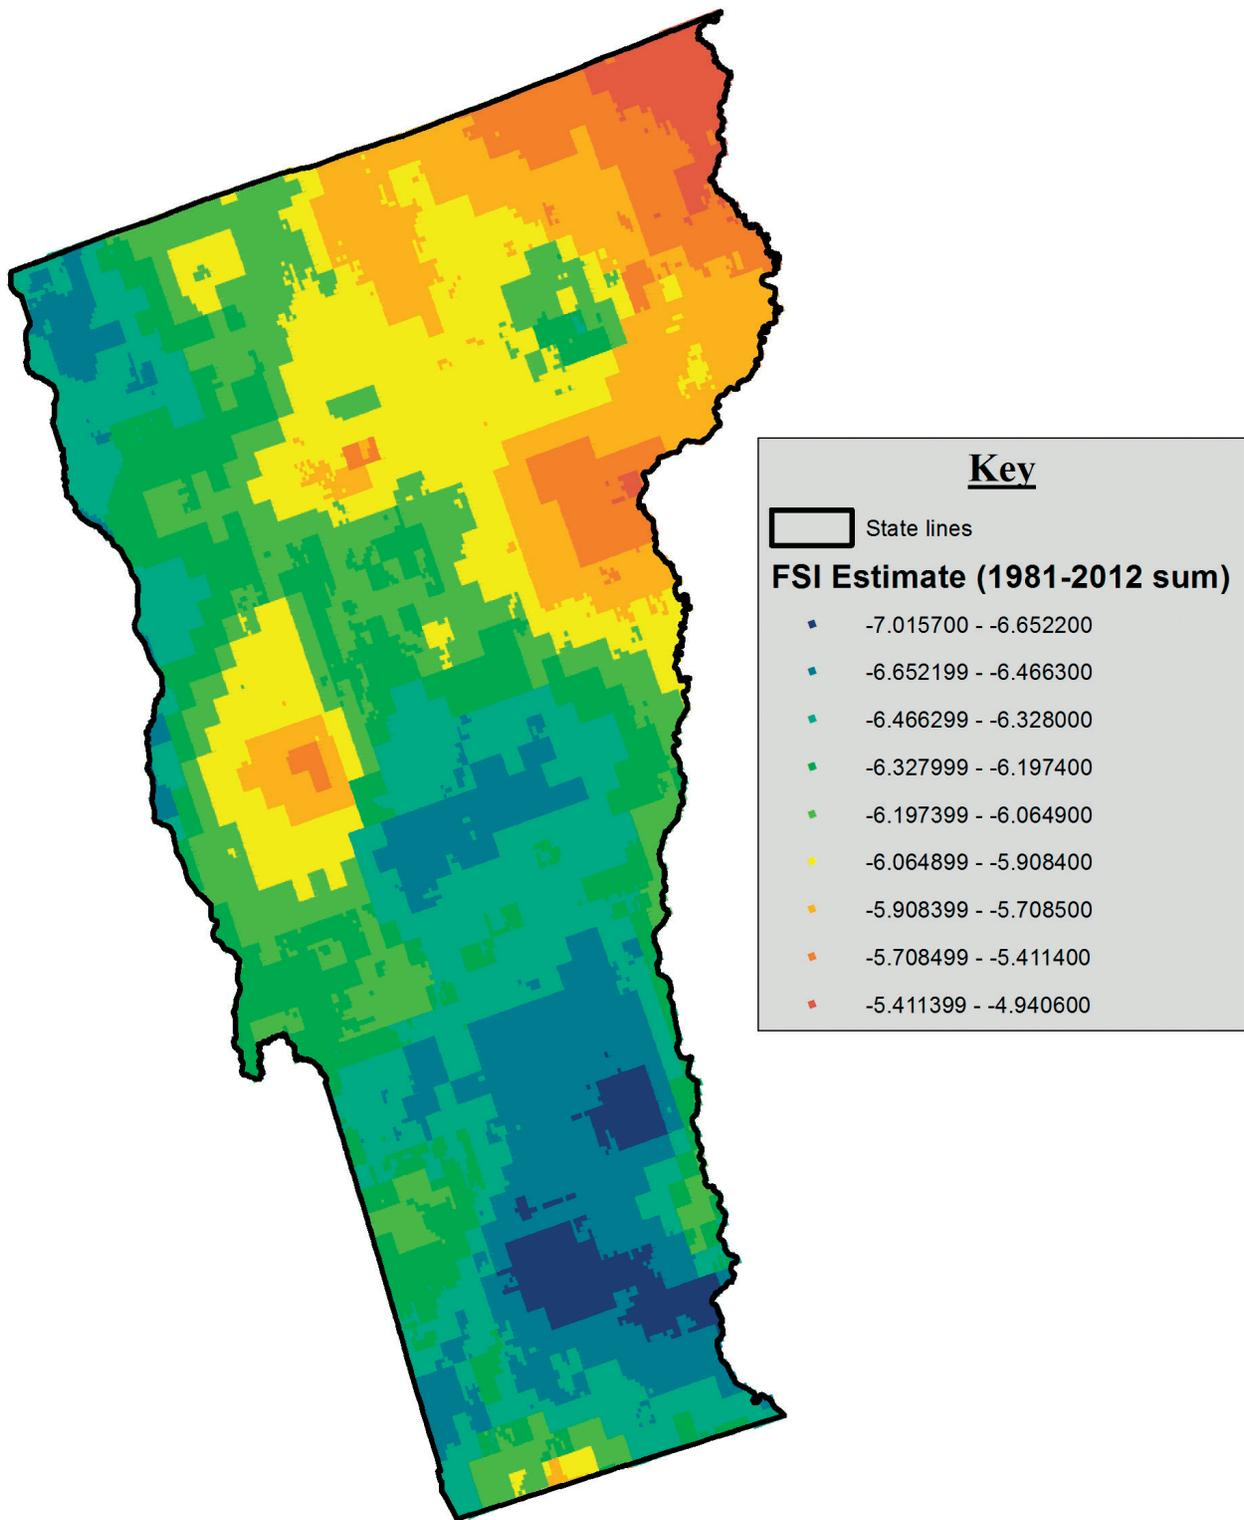 Key
State lines
FSI Estimate (1981-2012 sum)
-7.015700 - -6.652200
-6.652199 - -6.466300
-6.466299 - -6.328000
-6.327999 - -6.197400
-6.197399 - -6.064900
-6.064899 - -5.908400
-5.908399 - -5.708500
-5.708499 - -5.411400
-5.411399 - -4.940600